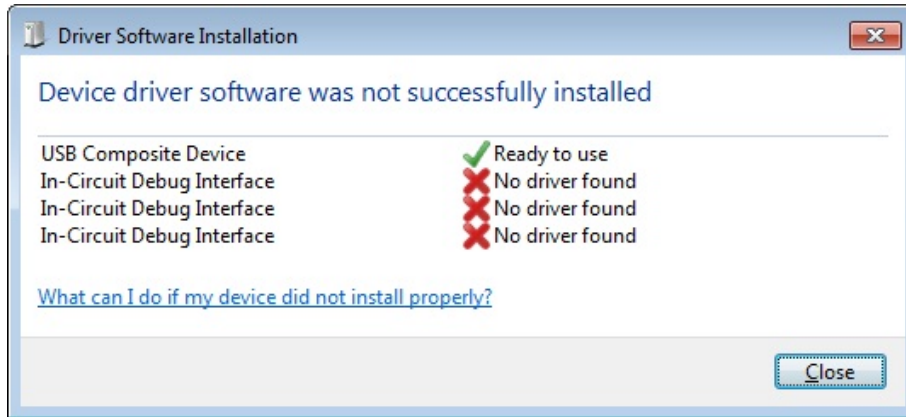 Driver Software Installation
Device driver software was not successfully installed
USB Composite Device Ready to use
In-Circuit Debug Interface No driver found
In-Circuit Debug Interface No driver found
In-Circuit Debug Interface No driver found
What can I do if my device did not install properly?
Close